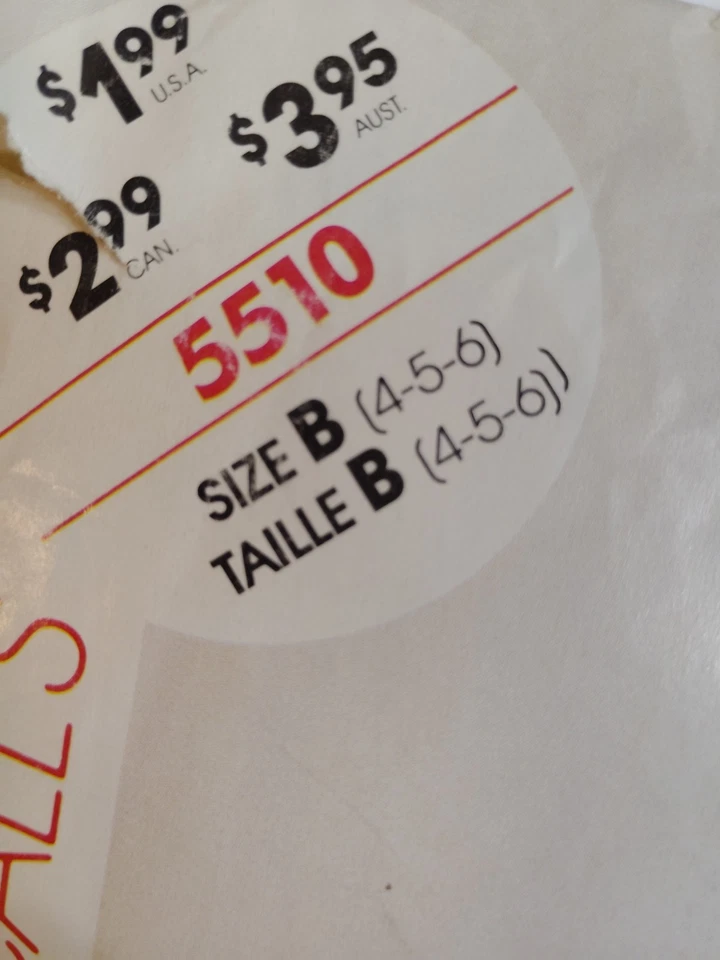 $1.99 U.S.A.
$3.95 AUST.
$2.99 CAN.
5510
SIZE B (4-5-6)
TAILLE B (4-5-6))